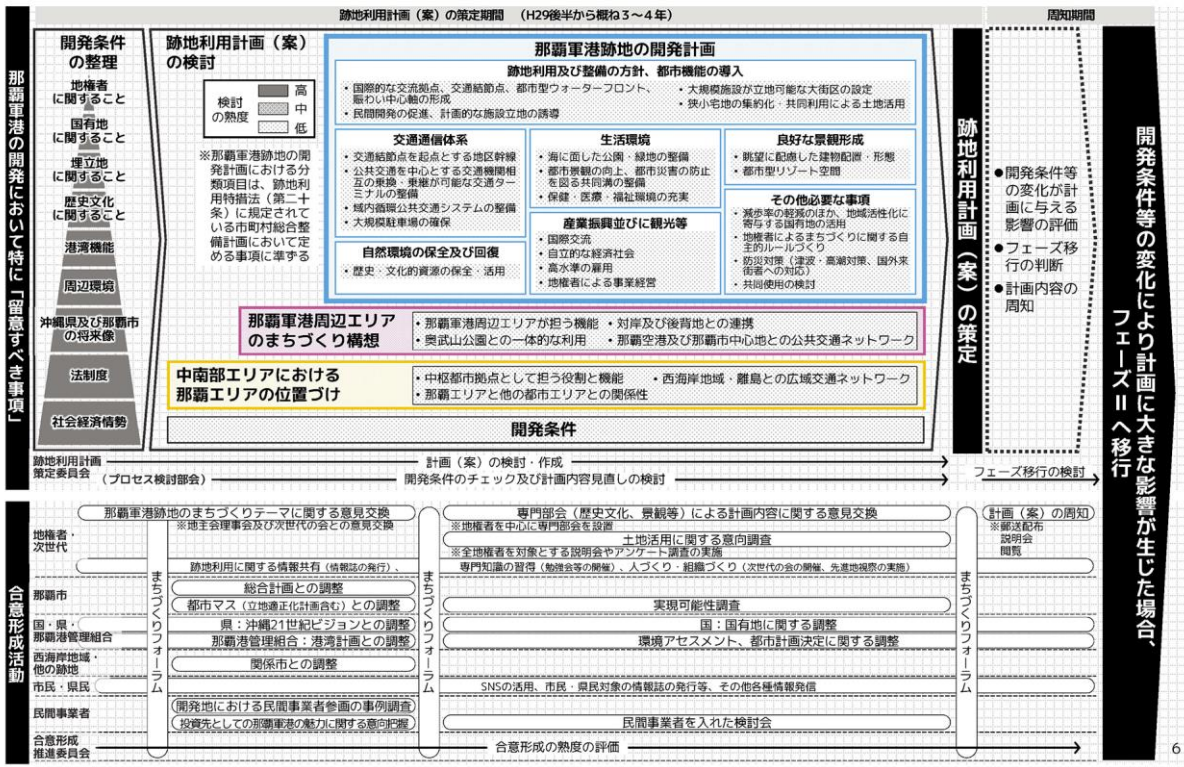 跡地利用計画（案）の策定期間　（H29後半から概ね３～４年）
周知期間
那覇軍港の開発において特に「留意すべき事項」
開発条件
の整理
地権者
に関すること
国有地
に関すること
埋立地
に関すること
歴史文化
に関すること
港湾機能
周辺環境
沖縄県及び那覇市
の将来像
法制度
社会経済情勢
跡地利用計画（案）
の検討
検討
の熟度
高
中
低
※那覇軍港跡地の開
発計画における分
類項目は、跡地利
用特措法（第二十
条）に規定されて
いる市町村総合整
備計画において定
める事項に準ずる
那覇軍港跡地の開発計画
跡地利用及び整備の方針、都市機能の導入
・国際的な交流拠点、交通結節点、都市型ウォーターフロント、
賑わい中心軸の形成
・民間開発の促進、計画的な施設立地の誘導
・大規模施設が立地可能な大街区の設定
・狭小宅地の集約化・共同利用による土地活用
交通通信体系
・交通結節点を起点とする地区幹線
・公共交通を中心とする交通機関相
互の乗換・乗継が可能な交通ター
ミナルの整備
・域内循環公共交通システムの整備
・大規模駐車場の確保
自然環境の保全及び回復
・歴史・文化的資源の保全・活用
生活環境
・海に面した公園・緑地の整備
・都市景観の向上、都市災害の防止
を図る共同溝の整備
・保健・医療・福祉環境の充実
産業振興並びに観光等
・国際交流
・自立的な経済社会
・高水準の雇用
・地権者による事業経営
良好な景観形成
・眺望に配慮した建物配置・形態
・都市型リゾート空間
その他必要な事項
・減歩率の軽減のほか、地域活性化に
寄与する国有地の活用
・地権者によるまちづくりに関する自
主的ルールづくり
・防災対策（津波・高潮対策、国外来
街者への対応）
・共同使用の検討
那覇軍港周辺エリア
のまちづくり構想
・那覇軍港周辺エリアが担う機能　・対岸及び後背地との連携
・奥武山公園との一体的な利用　・那覇空港及び那覇市中心地との公共交通ネットワーク
中南部エリアにおける
那覇エリアの位置づけ
・中枢都市拠点として担う役割と機能　・西海岸地域・離島との広域交通ネットワーク
・那覇エリアと他の都市エリアとの関係性
開発条件
跡地利用計画（案）の策定
●開発条件等
の変化が計
画に与える
影響の評価
●フェーズ移
行の判断
●計画内容の
周知
開発条件等の変化により計画に大きな影響が生じた場合、
フェーズⅡへ移行
跡地利用計画
策定委員会
計画（案）の検討・作成
（プロセス検討部会）
開発条件のチェック及び計画内容見直しの検討
フェーズ移行の検討
合意形成活動
地権者・
次世代
那覇軍港跡地のまちづくりテーマに関する意見交換
※地主会理事会及び次世代の会との意見交換
専門部会（歴史文化、景観等）による計画内容に関する意見交換
※地権者を中心に専門部会を設置
土地活用に関する意向調査
※全地権者を対象とする説明会やアンケート調査の実施
計画（案）の周知
※郵送配布
説明会
閲覧
跡地利用に関する情報共有（情報誌の発行）、
専門知識の習得（勉強会等の開催）、人づくり・組織づくり（次世代の会の開催、先進地視察の実施）
まちづくりフォーラム
まちづくりフォーラム
まちづくりフォーラム
那覇市
総合計画との調整
都市マス（立地適正化計画含む）との調整
実現可能性調査
国・県・
那覇港管理組合
県：沖縄21世紀ビジョンとの調整
国：国有地に関する調整
那覇港管理組合：港湾計画との調整
環境アセスメント、都市計画決定に関する調整
西海岸地域・
他の跡地
関係市との調整
市民・県民
SNSの活用、市民・県民対象の情報誌の発行等、その他各種情報発信
民間事業者
開発地における民間事業者参画の事例調査
投資先としての那覇軍港の魅力に関する意向把握
民間事業者を入れた検討会
合意形成
推進委員会
合意形成の熟度の評価
6